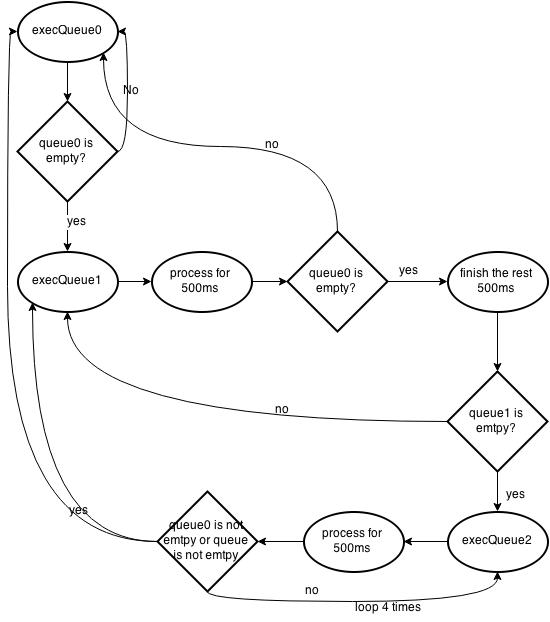 execQueue0
No
queue0 is
empty?
no
yes
execQueue1
process for
500ms
queue0 is
empty?
yes
finish the rest
500ms
no
queue1 is
emtpy?
yes
yes
queue0 is not
emtpy or queue
is not emtpy
process for
500ms
execQueue2
no
loop 4 times